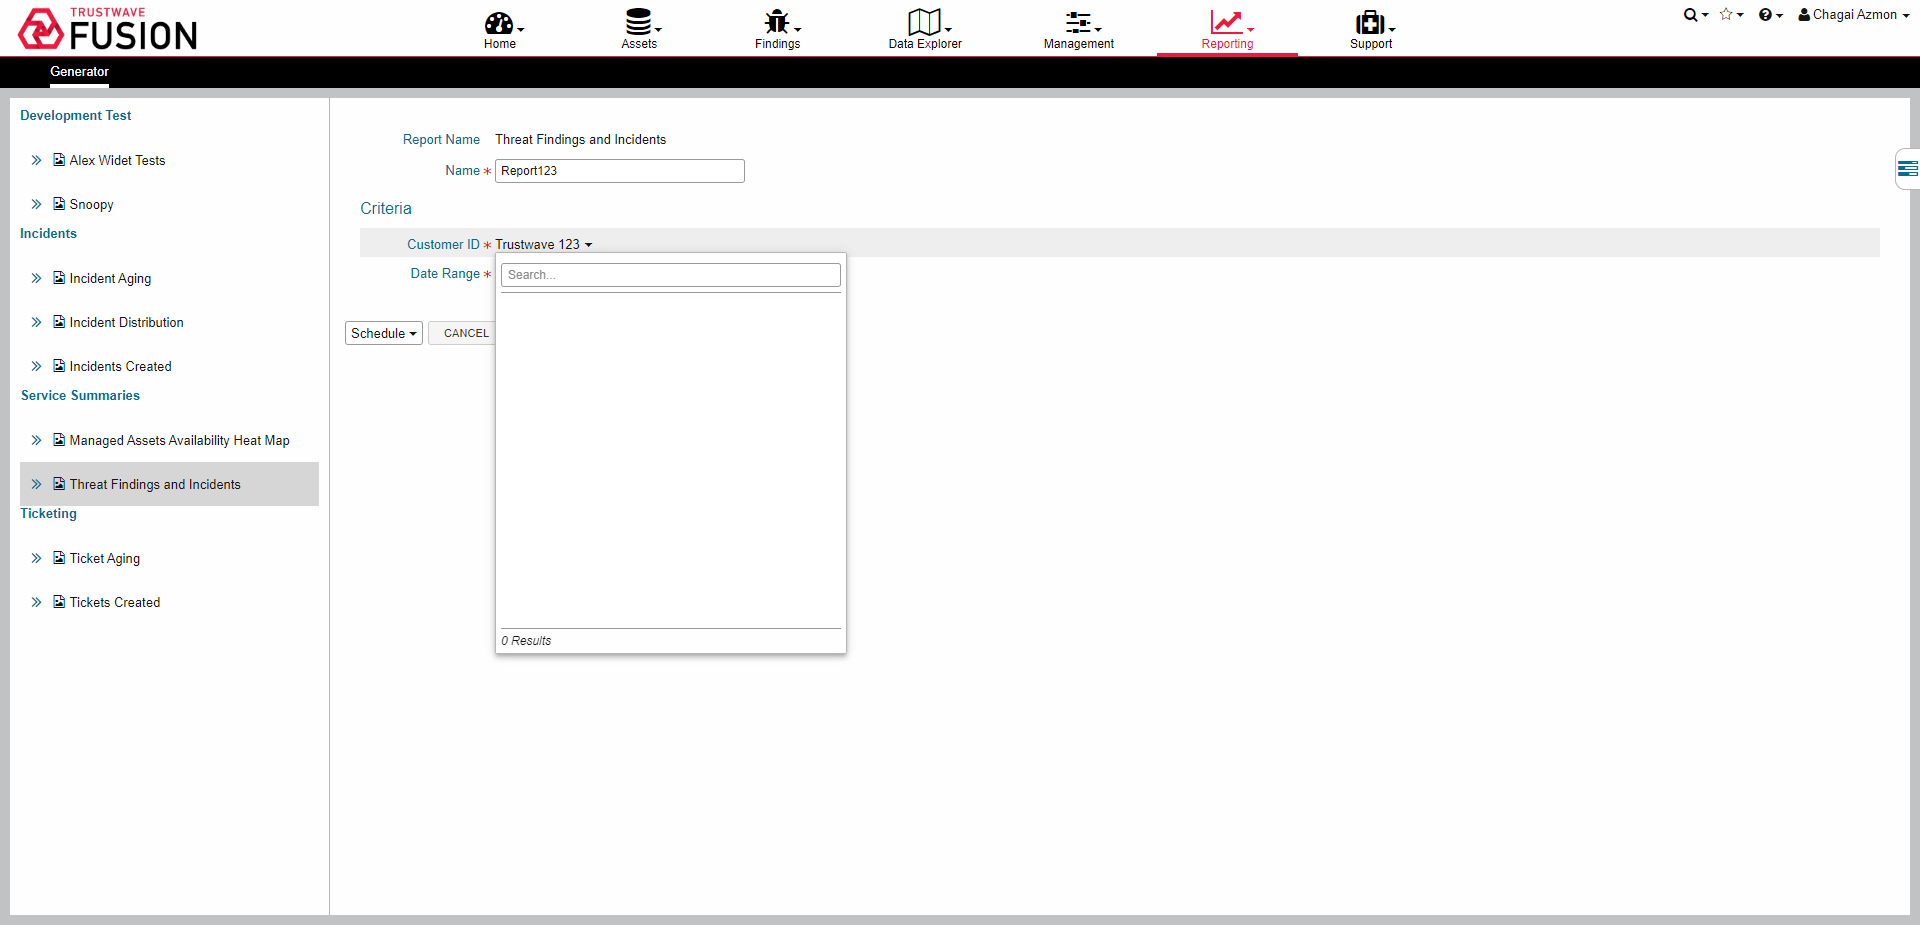 TRUSTWAVE
FUSION
Home
Assets
Findings
Data Explorer
Management
Reporting
Support
Chagai Azmon
Generator
Development Test
Alex Widet Tests
Snoopy
Incidents
Incident Aging
Incident Distribution
Incidents Created
Service Summaries
Managed Assets Availability Heat Map
Threat Findings and Incidents
Ticketing
Ticket Aging
Tickets Created
Report Name Threat Findings and Incidents
Name * Report123
Criteria
Customer ID * Trustwave 123
Date Range *
Search...
0 Results
Schedule
CANCEL